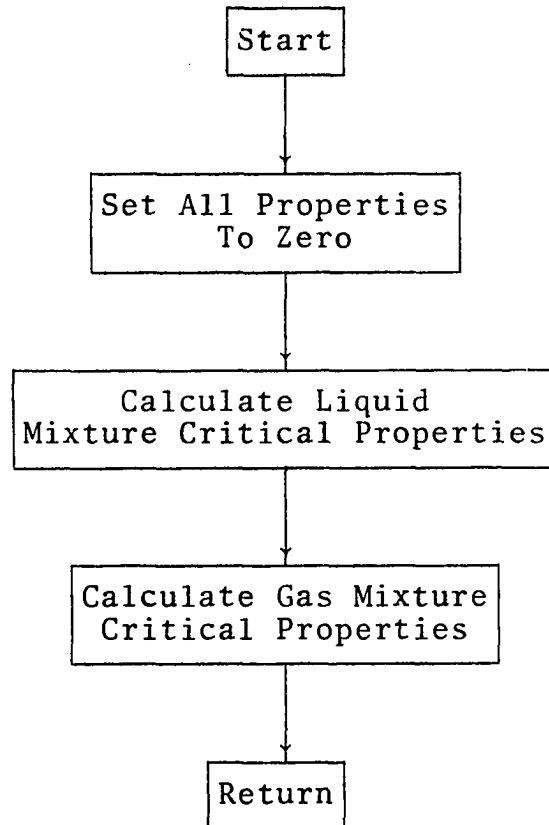 Start
Set All Properties
To Zero
Calculate Liquid
Mixture Critical Properties
Calculate Gas Mixture
Critical Properties
Return